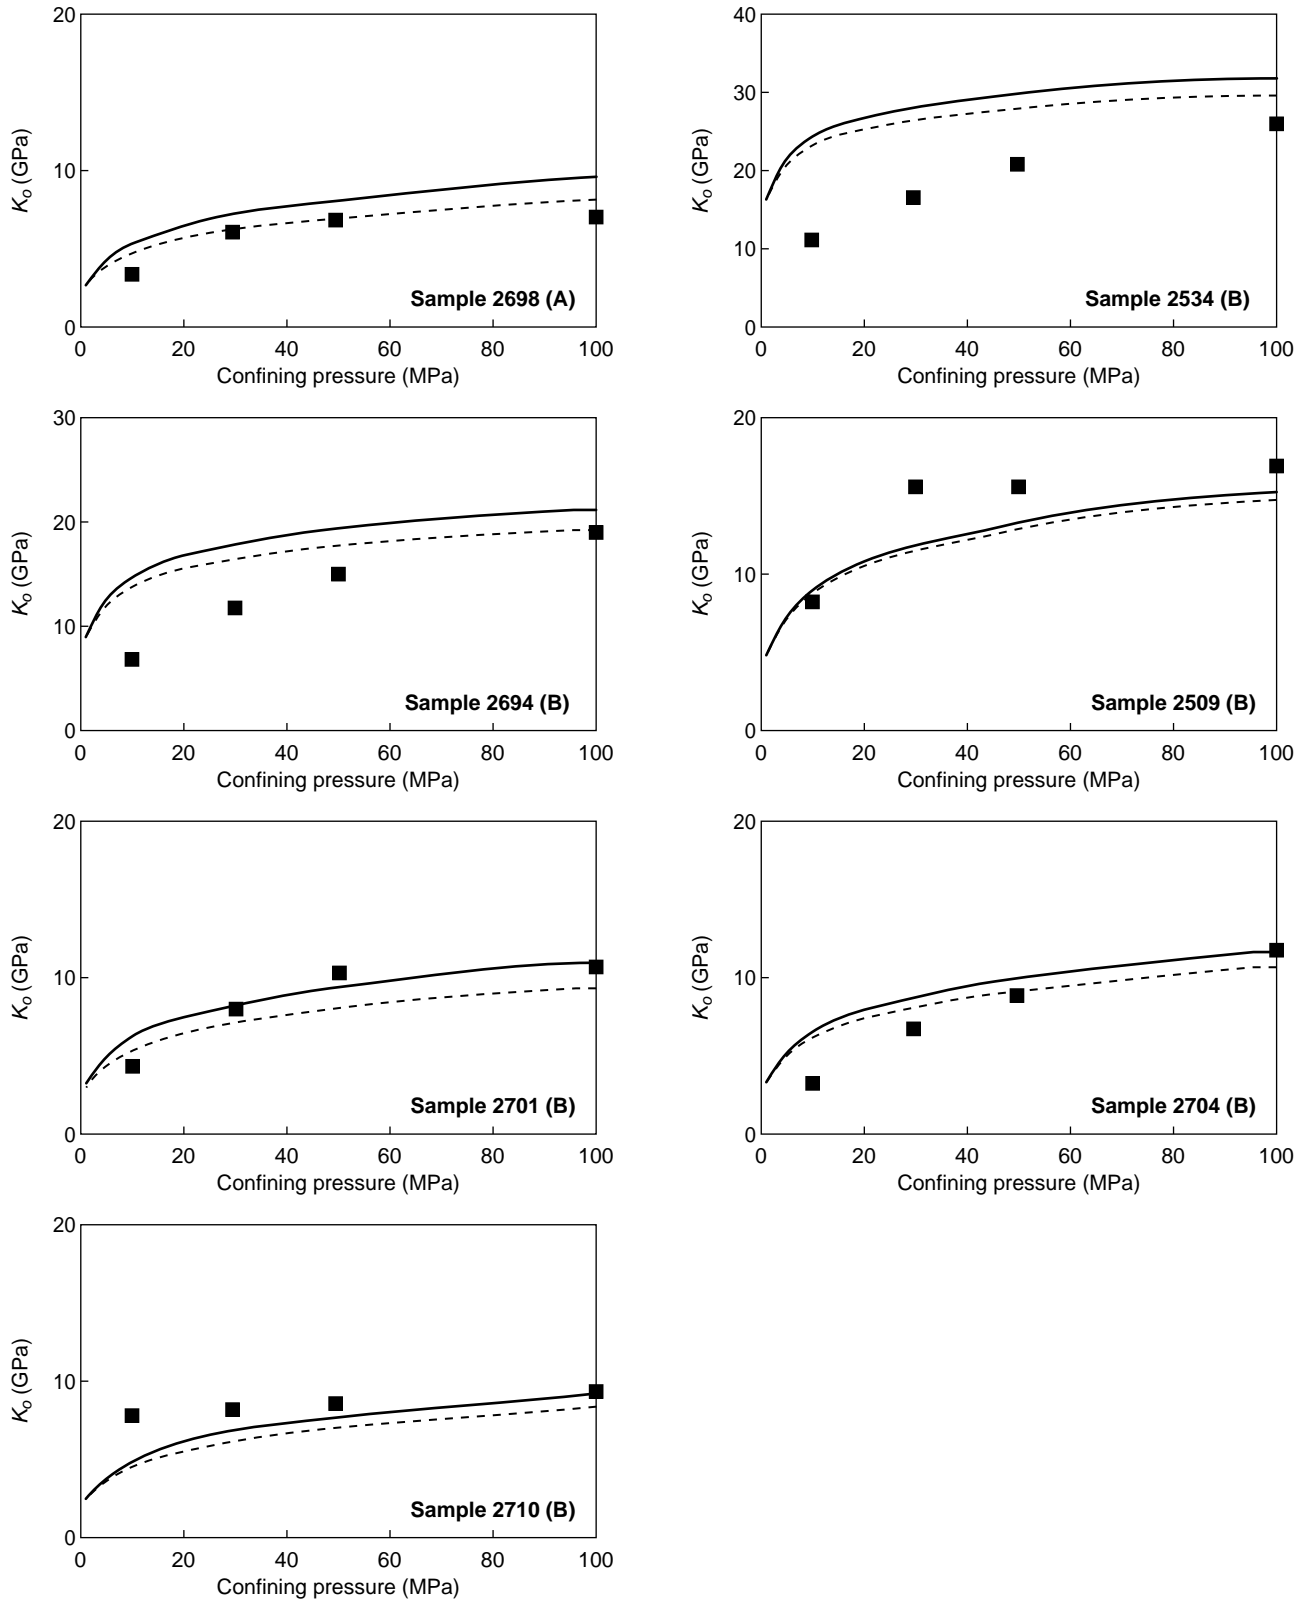 20
10
0
K_o (GPa)
0 20 40 60 80 100
Confining pressure (MPa)
Sample 2698 (A)
40
30
20
10
0
K_o (GPa)
0 20 40 60 80 100
Confining pressure (MPa)
Sample 2534 (B)
30
20
10
0
K_o (GPa)
0 20 40 60 80 100
Confining pressure (MPa)
Sample 2694 (B)
20
10
0
K_o (GPa)
0 20 40 60 80 100
Confining pressure (MPa)
Sample 2509 (B)
20
10
0
K_o (GPa)
0 20 40 60 80 100
Confining pressure (MPa)
Sample 2701 (B)
20
10
0
K_o (GPa)
0 20 40 60 80 100
Confining pressure (MPa)
Sample 2704 (B)
20
10
0
K_o (GPa)
0 20 40 60 80 100
Confining pressure (MPa)
Sample 2710 (B)